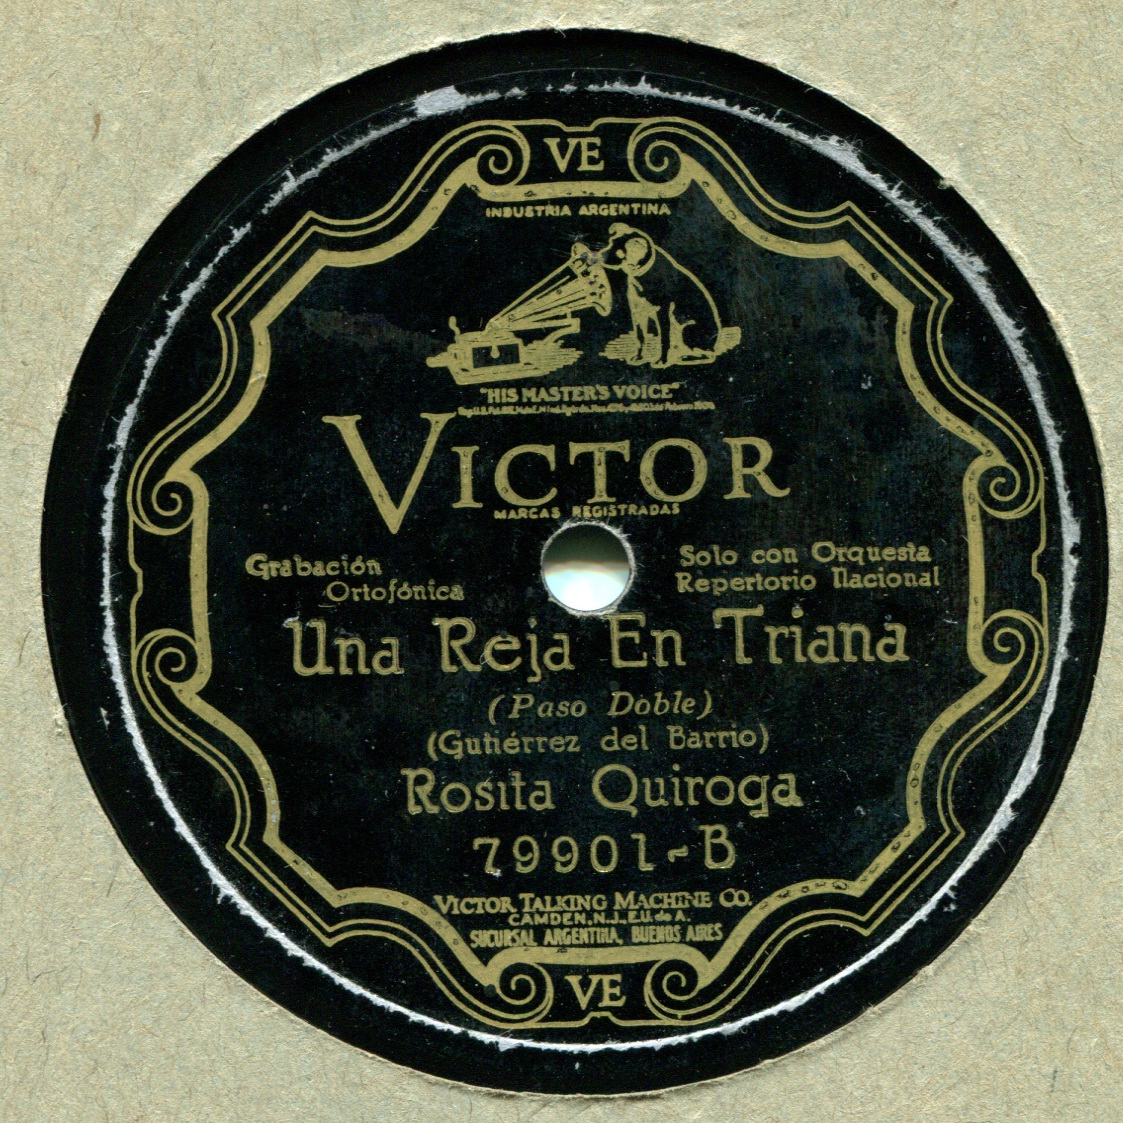 VE
INDUSTRIA ARGENTINA
"HIS MASTER'S VOICE"
VICTOR
MARCAS REGISTRADAS
Grabación
Ortofónica
Solo con Orquesta
Repertorio Nacional
Una Reja En Triana
(Paso Doble)
(Gutiérrez del Barrio)
Rosita Quiroga
79901-B
VICTOR TALKING MACHINE CO.
CAMDEN, N.J., E.U. de A.
SUCURSAL ARGENTINA, BUENOS AIRES
VE